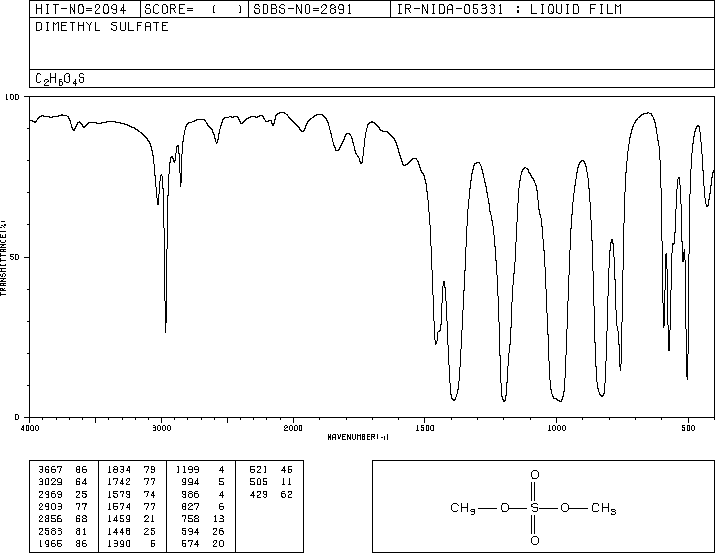 HIT-NO=2094 SCORE= ( ) SDBS-NO=2891 IR-NIDA-05331 : LIQUID FILM
DIMETHYL SULFATE
C2H6O4S
100
TRANSMITTANCE(%)
50
0
4000 3000 2000 1500 1000 500
WAVENUMBER(-1)
3667 86 1834 79 1199 4 521 45
3029 64 1742 77 994 5 505 11
2969 25 1579 74 986 4 429 62
2903 77 1574 77 827 6
2856 68 1459 21 758 13
2583 81 1448 25 594 26
1966 86 1390 5 574 20
O
CH3 O S O CH3
O